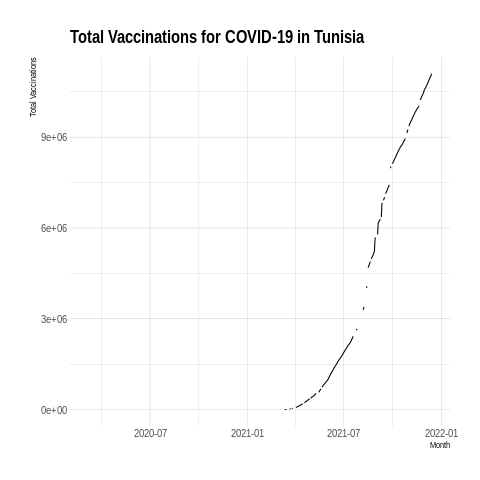 Total Vaccinations for COVID-19 in Tunisia
Total Vaccinations
9e+06
6e+06
3e+06
0e+00
2020-07 2021-01 2021-07 2022-01
Month